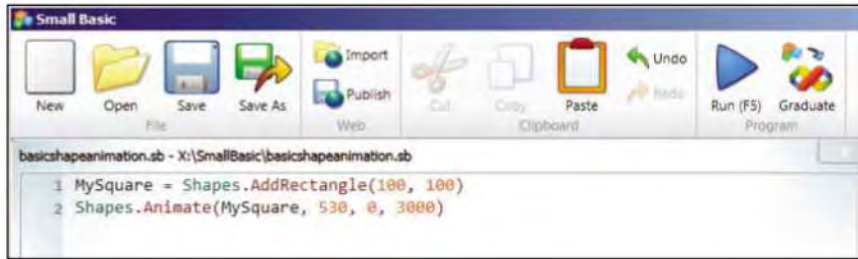 Small Basic
New Open Save Save As Import Publish Cut Copy Paste Undo Redo Run (F5) Graduate
File Web Clipboard Program
basicshapeanimation.sb - X:\SmallBasic\basicshapeanimation.sb
1 MySquare = Shapes.AddRectangle(100, 100)
2 Shapes.Animate(MySquare, 530, 0, 3000)